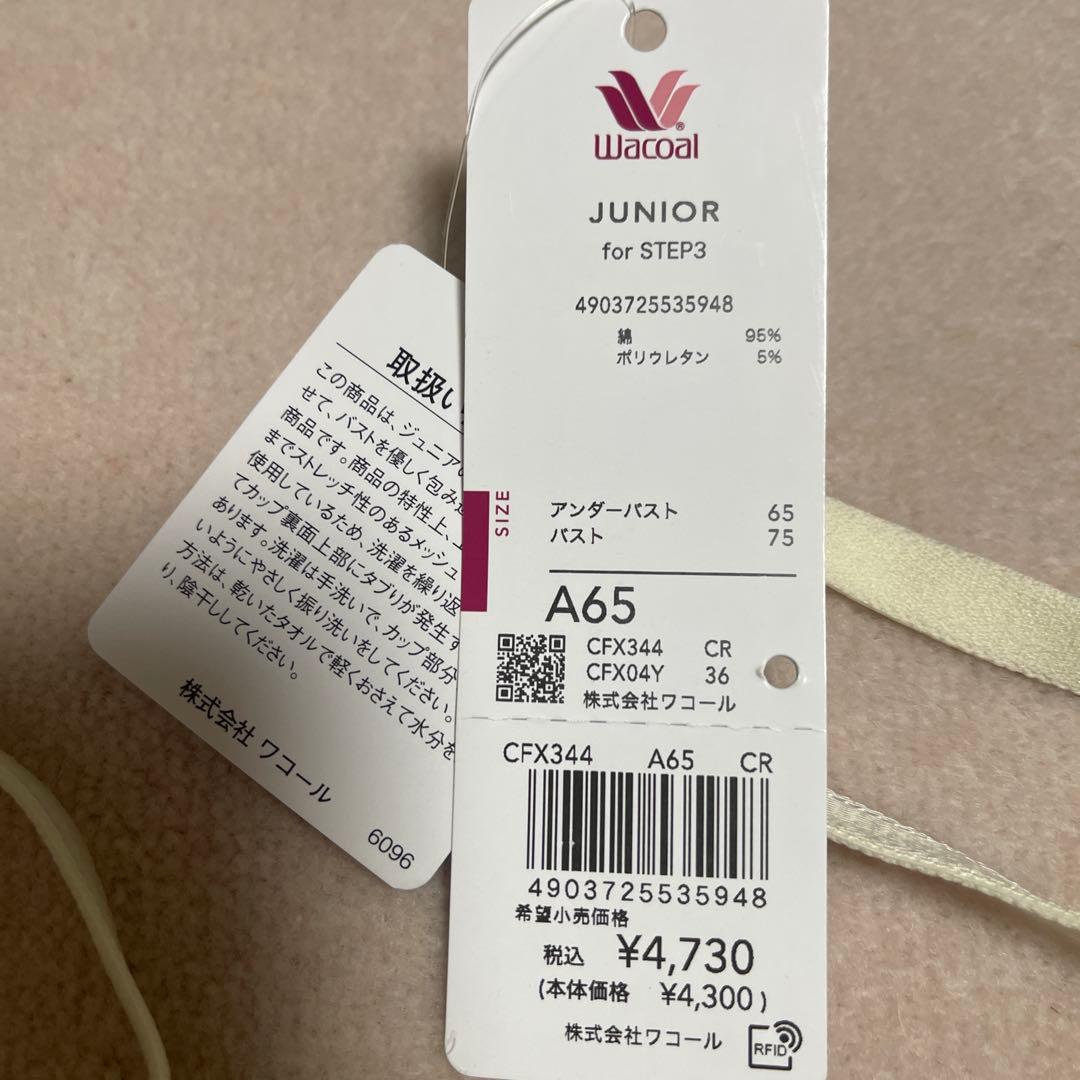 Wacoal
JUNIOR
for STEP3
4903725535948
綿 95%
ポリウレタン 5%
SIZE
アンダーバスト 65
バスト 75
A65
CFX344 CR
CFX04Y 36
株式会社ワコール
CFX344 A65 CR
4903725535948
希望小売価格
税込 ¥4,730
(本体価格 ¥4,300)
株式会社ワコール
RFID
取扱い
この商品は、ジュニアの
せて、バストを優しく包み
商品です。商品の特性上、
までストレッチ性のあるメッシュ
使用しているため、洗濯を繰り返
てカップ裏面上部にタブリが発生す
あります。洗濯は手洗いで、カップ部分
いようにやさしく振り洗いをしてください。
方法は、乾いたタオルで軽くおさえて水分を
り、陰干ししてください。
株式会社 ワコール
6096